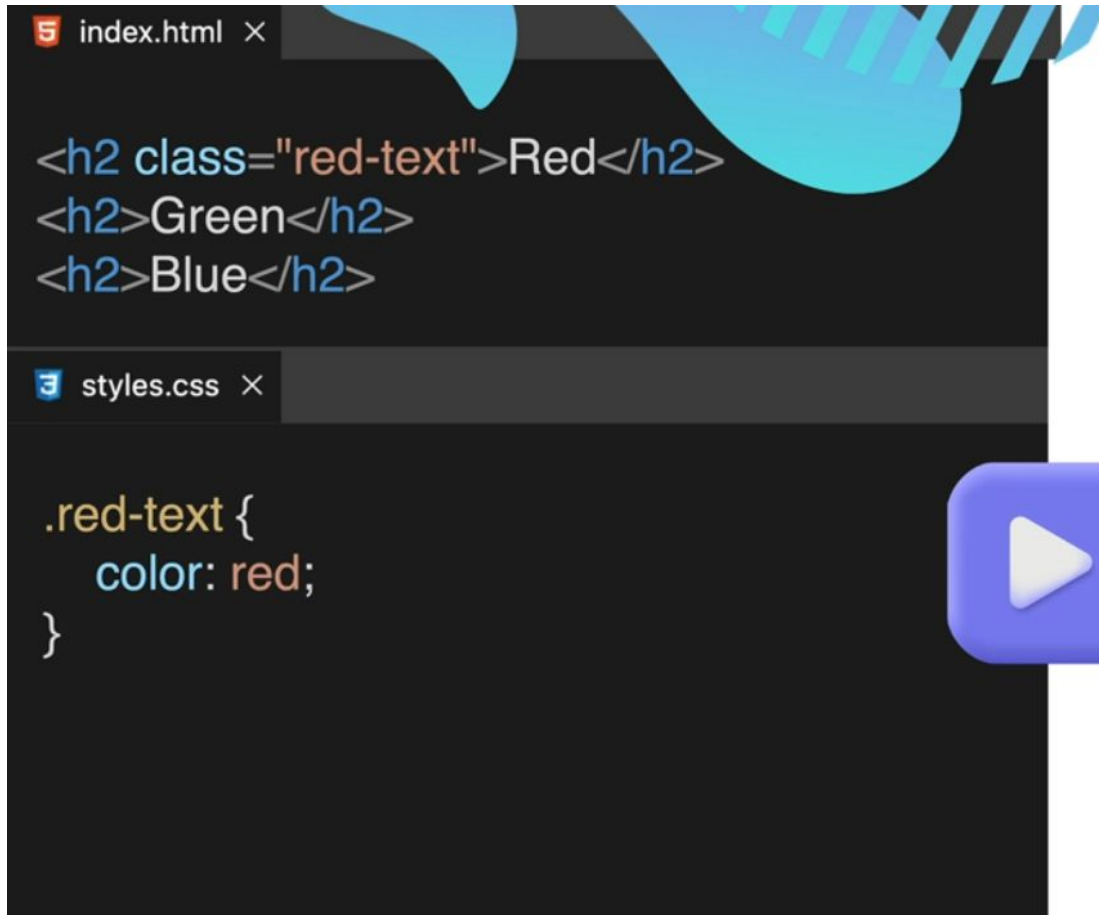 index.html ×
<h2 class="red-text">Red</h2>
<h2>Green</h2>
<h2>Blue</h2>
styles.css ×
.red-text {
    color: red;
}